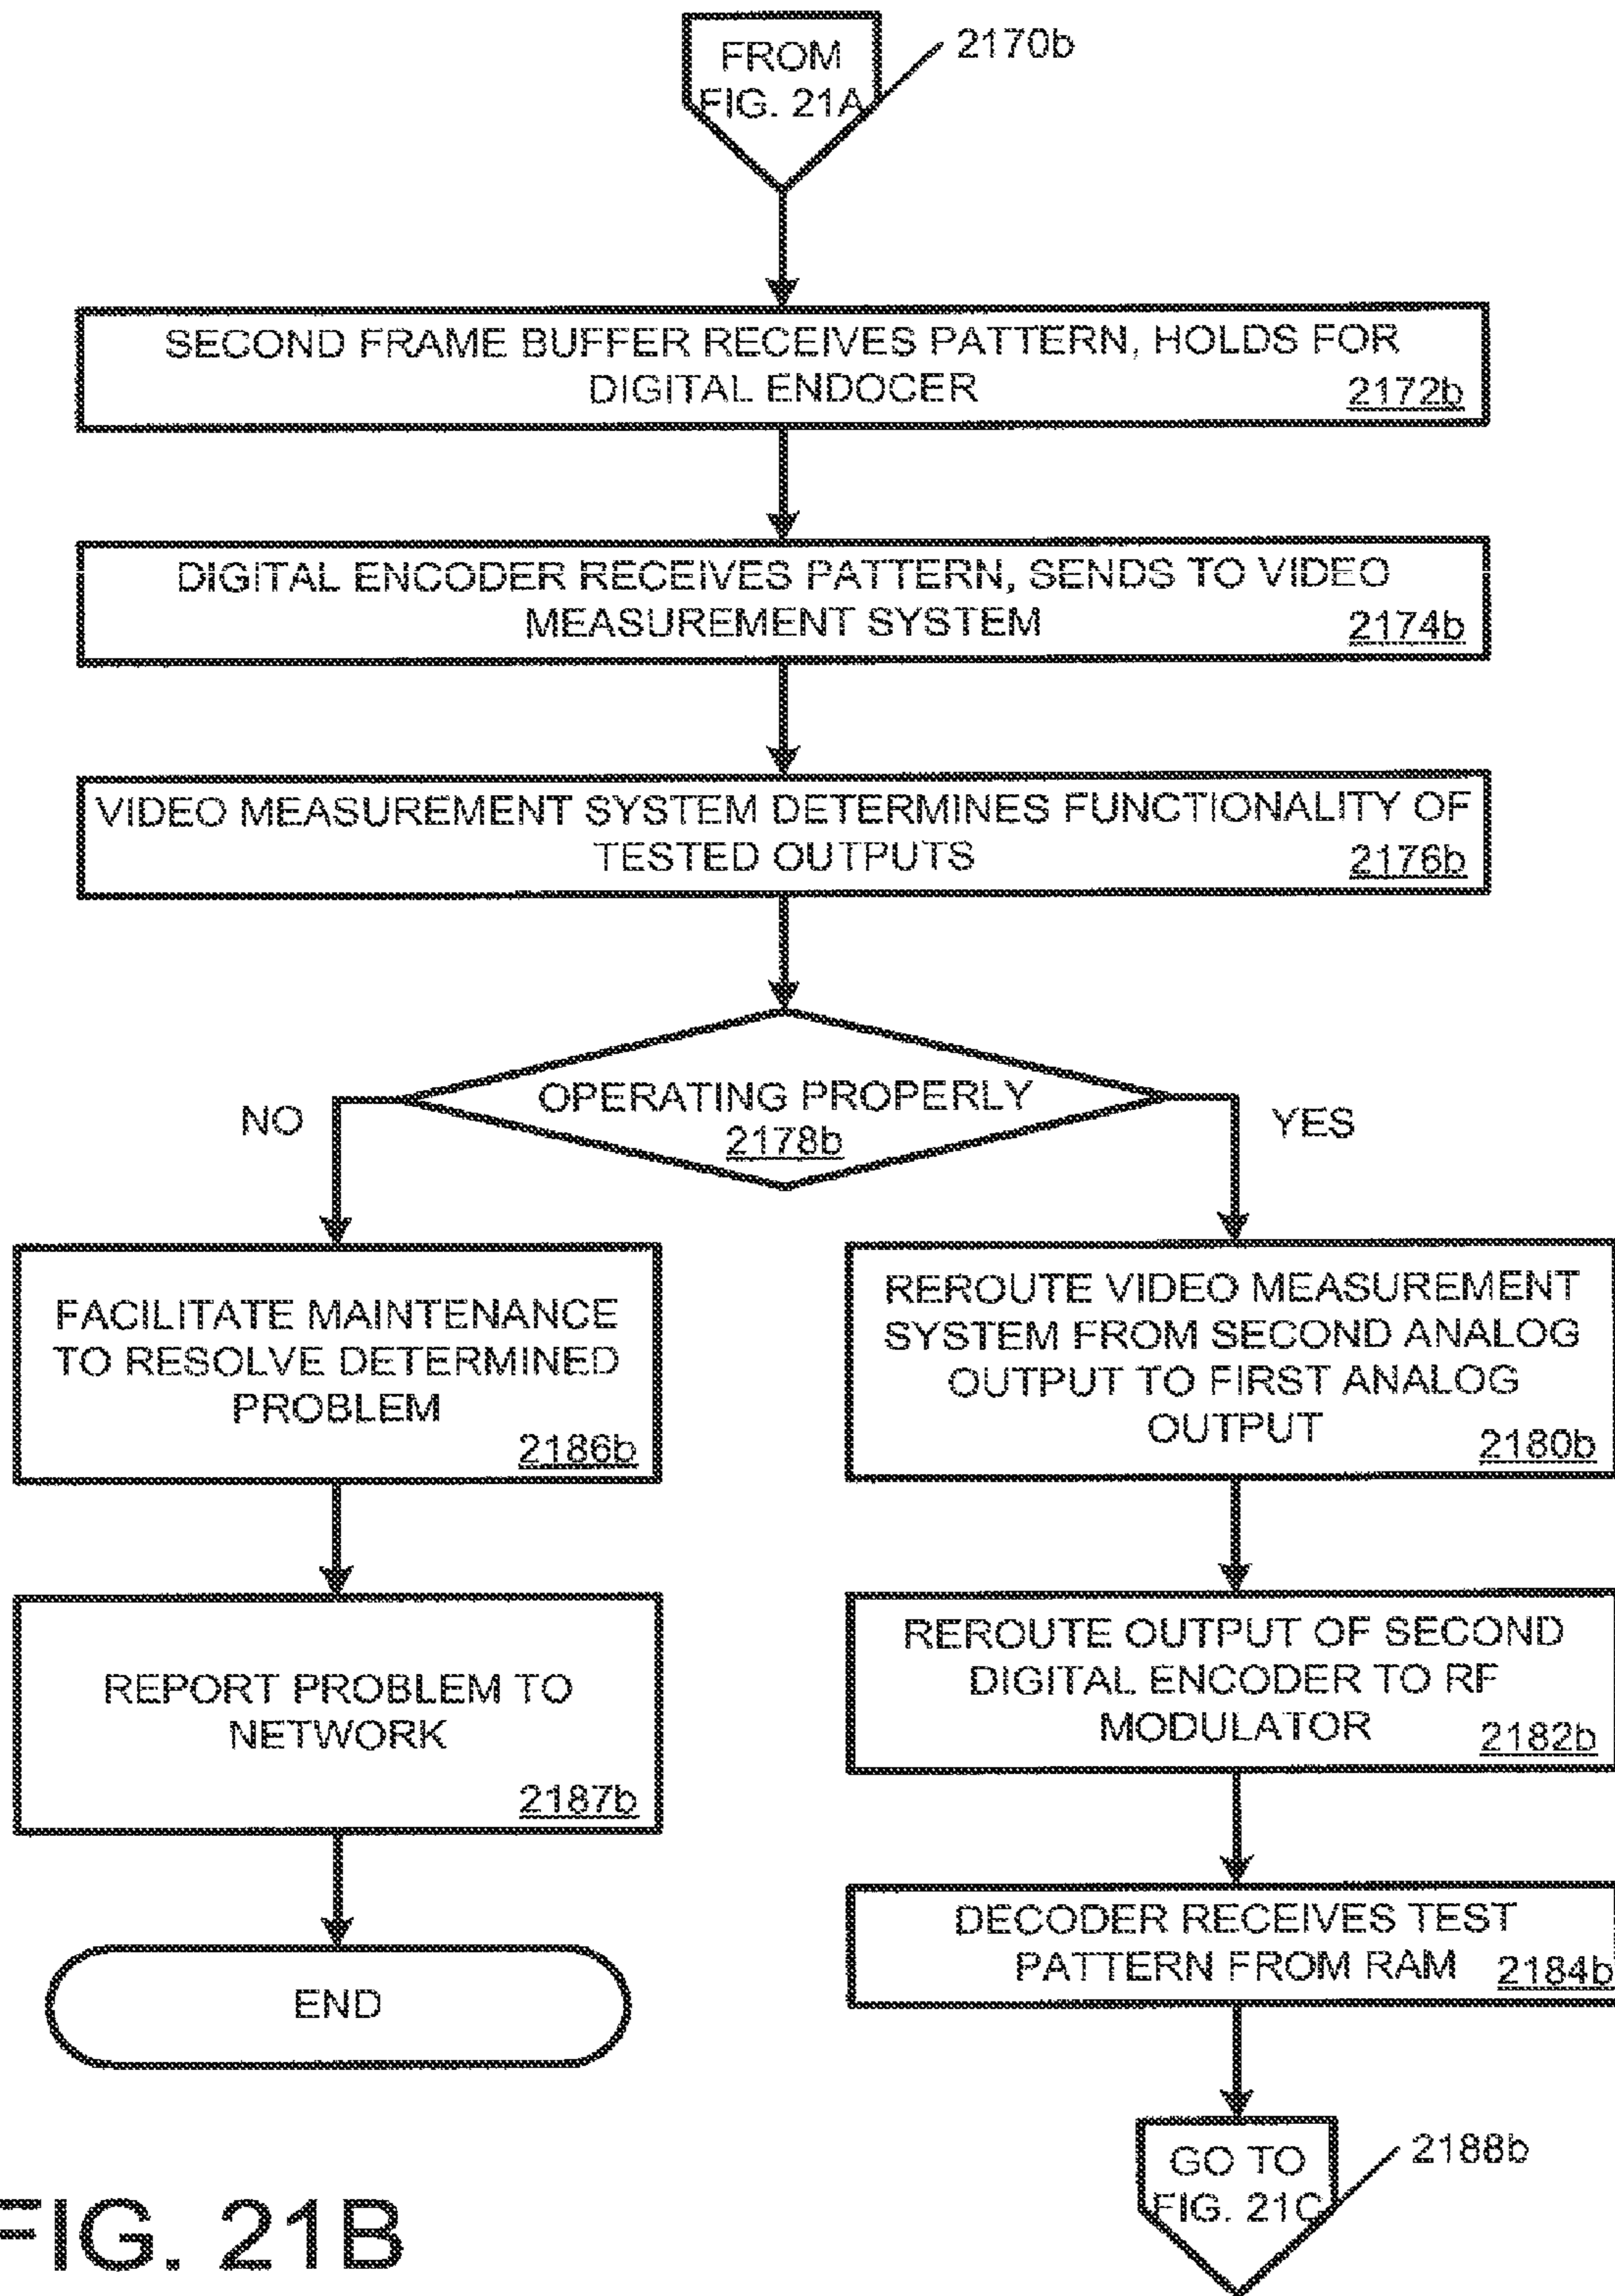 FROM
FIG. 21A
2170b
SECOND FRAME BUFFER RECEIVES PATTERN, HOLDS FOR
DIGITAL ENDOCER
2172b
DIGITAL ENCODER RECEIVES PATTERN, SENDS TO VIDEO
MEASUREMENT SYSTEM
2174b
VIDEO MEASUREMENT SYSTEM DETERMINES FUNCTIONALITY OF
TESTED OUTPUTS
2176b
OPERATING PROPERLY
2178b
NO
YES
FACILITATE MAINTENANCE
TO RESOLVE DETERMINED
PROBLEM
2186b
REPORT PROBLEM TO
NETWORK
2187b
END
REROUTE VIDEO MEASUREMENT
SYSTEM FROM SECOND ANALOG
OUTPUT TO FIRST ANALOG
OUTPUT
2180b
REROUTE OUTPUT OF SECOND
DIGITAL ENCODER TO RF
MODULATOR
2182b
DECODER RECEIVES TEST
PATTERN FROM RAM
2184b
GO TO
FIG. 21C
2188b
FIG. 21B